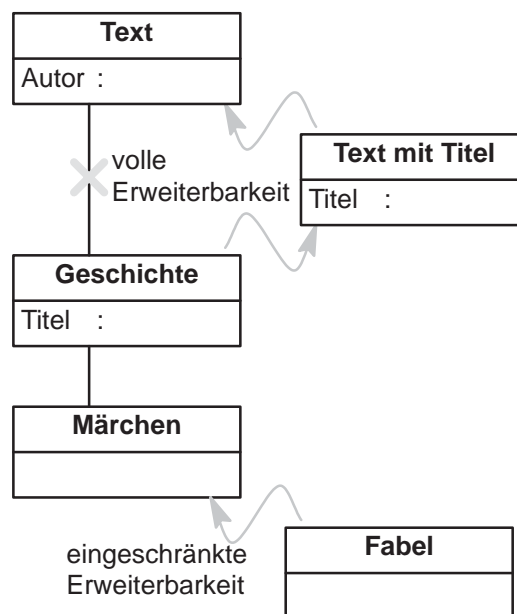 Text
Autor :
volle
Erweiterbarkeit
Text mit Titel
Titel :
Geschichte
Titel :
Märchen
eingeschränkte
Erweiterbarkeit
Fabel